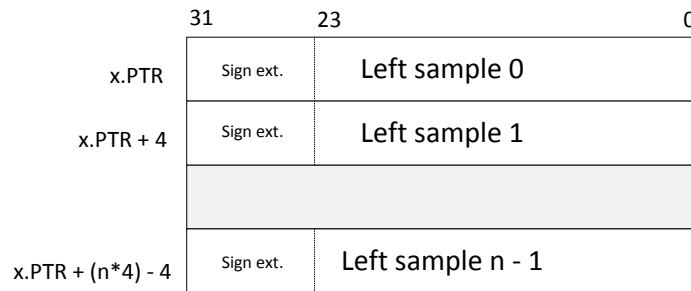 31 23 0
x.PTR Sign ext. Left sample 0
x.PTR + 4 Sign ext. Left sample 1
x.PTR + (n*4) - 4 Sign ext. Left sample n - 1